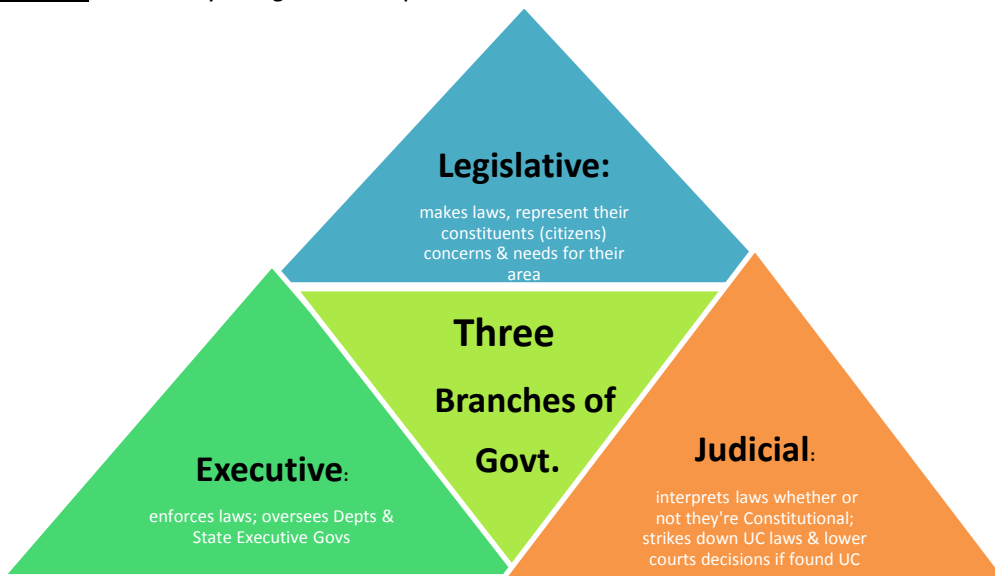 Legislative:
makes laws, represent their
constituents (citizens)
concerns & needs for their
area
Three
Branches of
Govt.
Executive:
enforces laws; oversees Depts &
State Executive Govs
Judicial:
interprets laws whether or
not they're Constitutional;
strikes down UC laws & lower
courts decisions if found UC